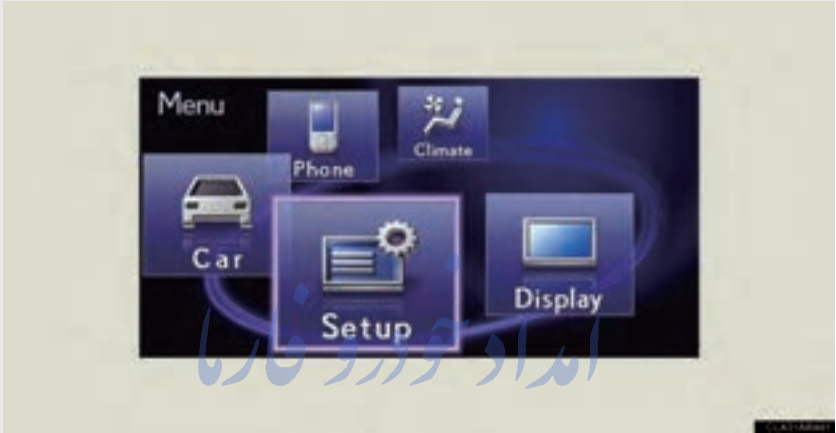 Menu
Phone
Climate
Car
Setup
Display
امداد خودرو فارما